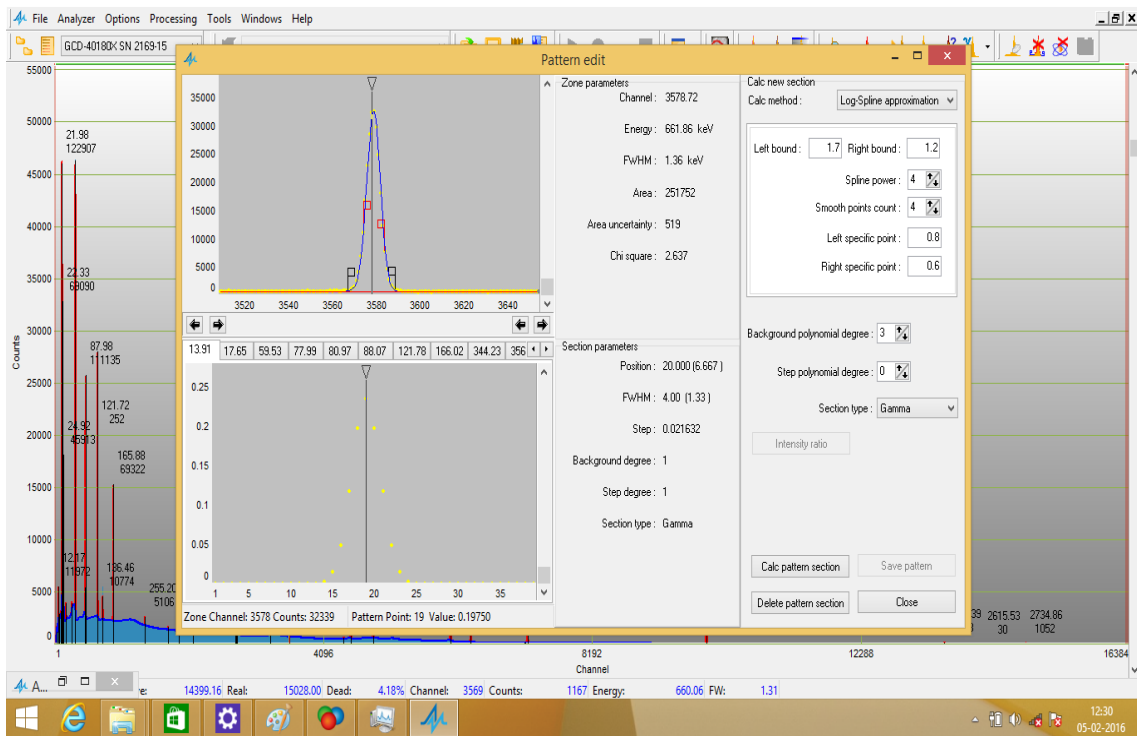 File Analyzer Options Processing Tools Windows Help
GCD-40180X SN 2169-15
Pattern edit
55000
50000
45000
40000
35000
30000
25000
20000
15000
10000
5000
0
Counts
21.98
122907
22.33
69090
87.98
111135
24.92
45913
121.72
252
165.88
69322
12.17
11972
136.46
10774
255.20
5106
35000
30000
25000
20000
15000
10000
5000
0
3520 3540 3560 3580 3600 3620 3640
13.91 17.65 59.53 77.99 80.97 88.07 121.78 166.02 344.23 356
0.25
0.2
0.15
0.1
0.05
0
1 5 10 15 20 25 30 35
Zone Channel: 3578 Counts: 32339 Pattern Point: 19 Value: 0.19750
Zone parameters
Channel: 3578.72
Energy: 661.86 keV
FWHM: 1.36 keV
Area: 251752
Area uncertainty: 519
Chi square: 2.637
Section parameters
Position: 20.000 (6.667 )
FWHM: 4.00 (1.33 )
Step: 0.021632
Background degree: 1
Step degree: 1
Section type: Gamma
Calc new section
Calc method: Log-Spline approximation
Left bound: 1.7 Right bound: 1.2
Spline power: 4
Smooth points count: 4
Left specific point: 0.8
Right specific point: 0.6
Background polynomial degree: 3
Step polynomial degree: 0
Section type: Gamma
Intensity ratio
Calc pattern section Save pattern
Delete pattern section Close
2615.53
30
2734.86
1052
1 4096 8192 12288 16384
Channel
A...
14399.16 Real: 15028.00 Dead: 4.18% Channel: 3569 Counts: 1167 Energy: 660.06 FW: 1.31
12:30
05-02-2016